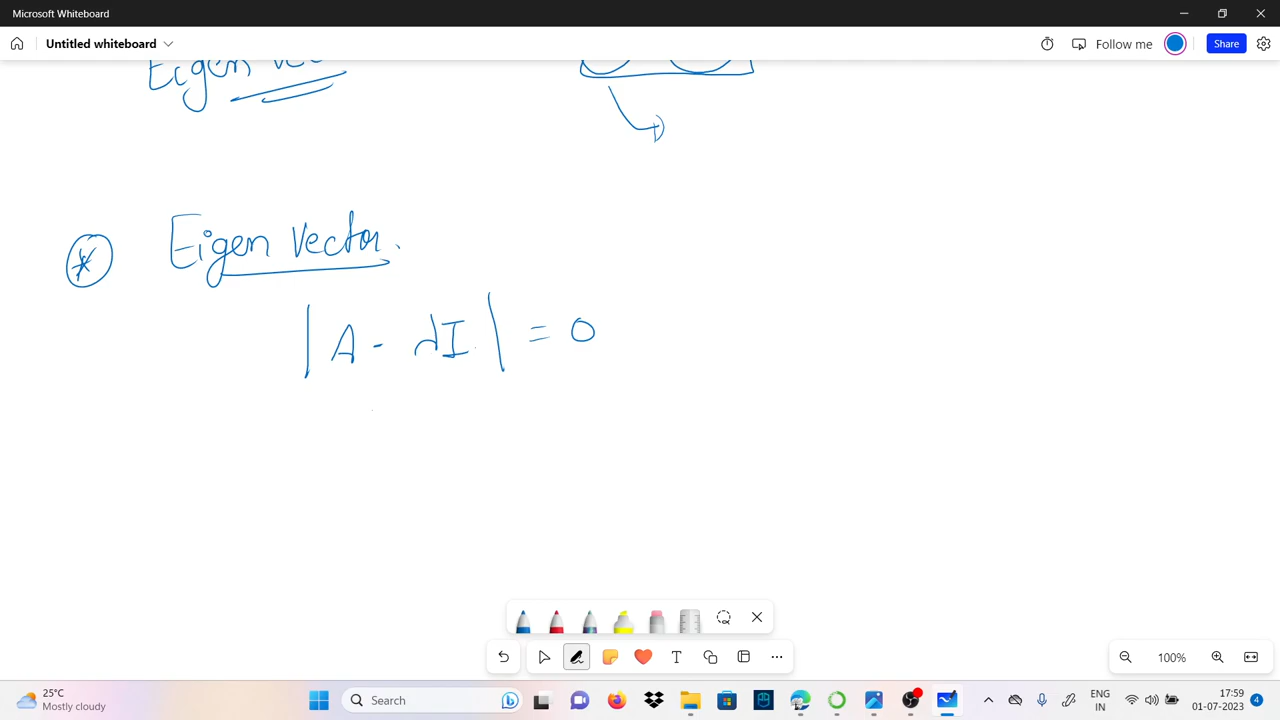 Microsoft Whiteboard
Untitled whiteboard
Follow me
Share
Eigen Vec
Eigen Vector.
| A - λI | = 0
100%
25°C
Mostly cloudy
Search
ENG
IN
17:59
01-07-2023
4